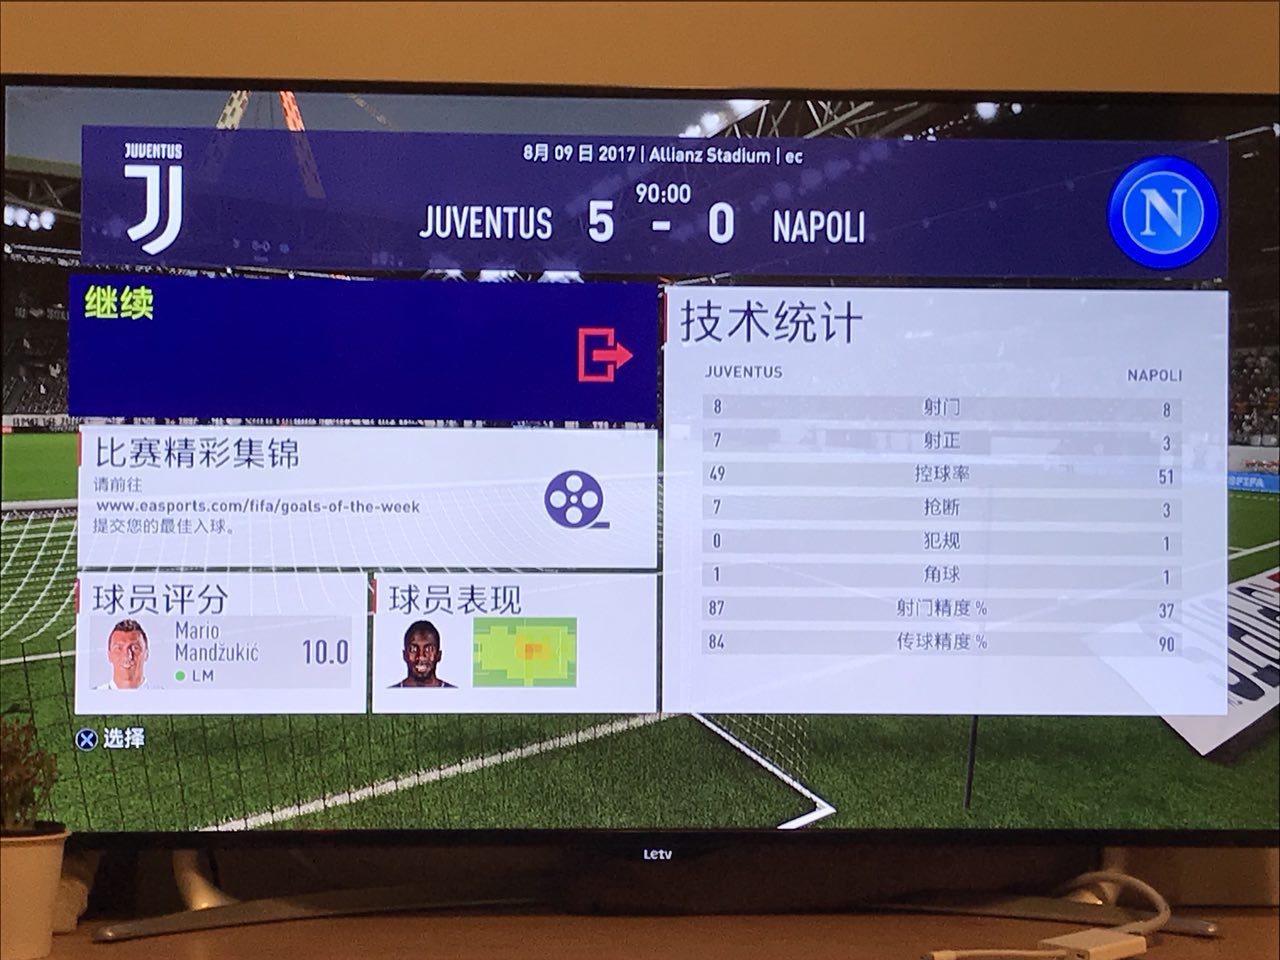 JUVENTUS
8月 09 日 2017 | Allianz Stadium | ec
90:00
JUVENTUS 5 - 0 NAPOLI
N
继续
比赛精彩集锦
请前往
www.easports.com/fifa/goals-of-the-week
提交您的最佳入球。
球员评分
Mario
Mandžukić
10.0
LM
球员表现
技术统计
JUVENTUS NAPOLI
8 射门 8
7 射正 3
49 控球率 51
7 抢断 3
0 犯规 1
1 角球 1
87 射门精度% 37
84 传球精度% 90
选择
Letv